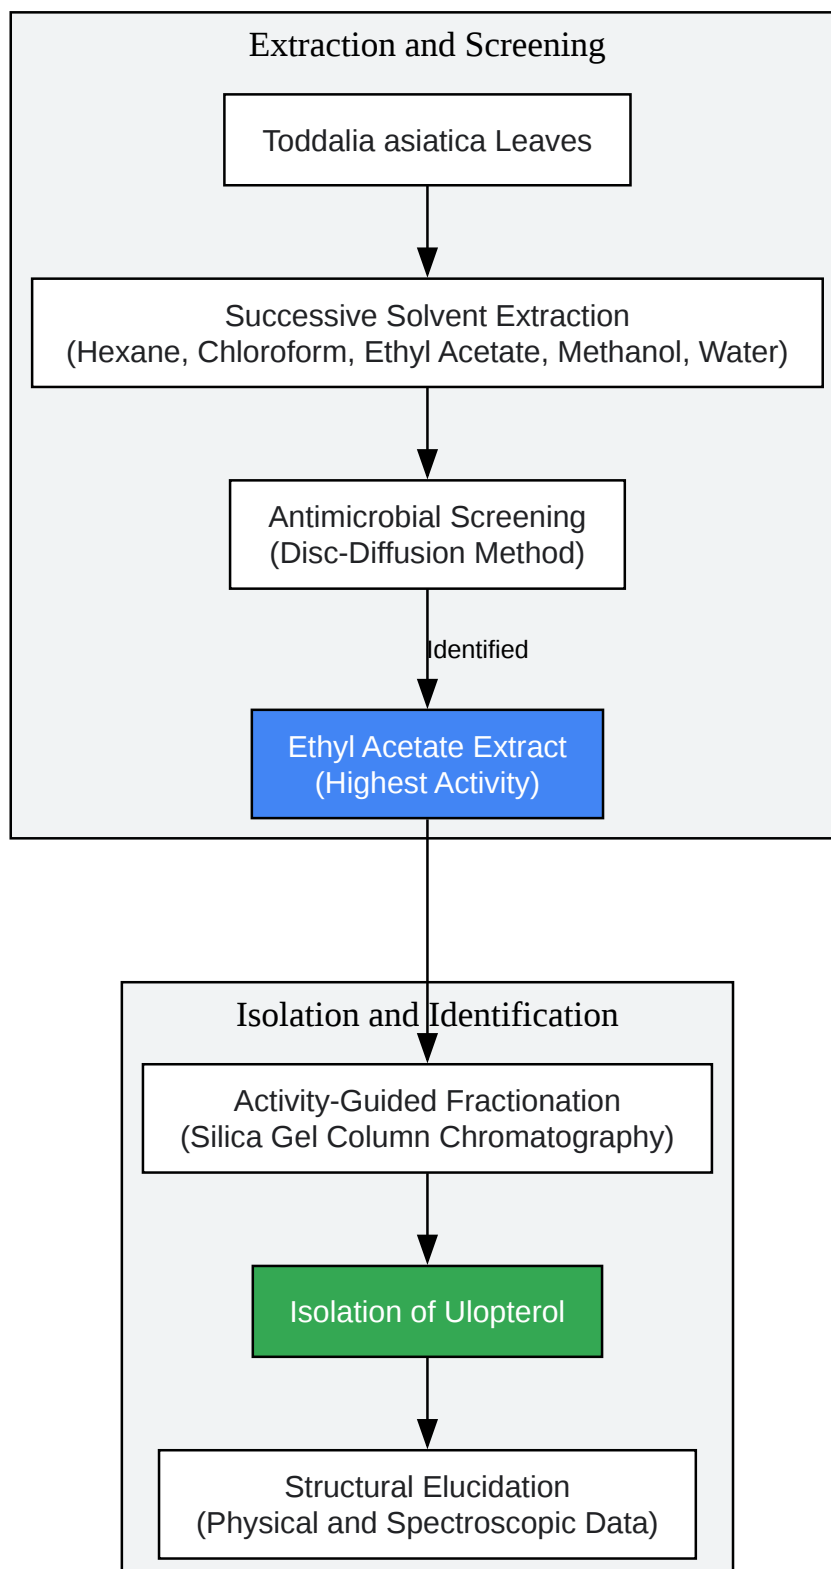 Extraction and Screening
Toddalia asiatica Leaves
Successive Solvent Extraction
(Hexane, Chloroform, Ethyl Acetate, Methanol, Water)
Antimicrobial Screening
(Disc-Diffusion Method)
Identified
Ethyl Acetate Extract
(Highest Activity)
Isolation and Identification
Activity-Guided Fractionation
(Silica Gel Column Chromatography)
Isolation of Ulopterol
Structural Elucidation
(Physical and Spectroscopic Data)